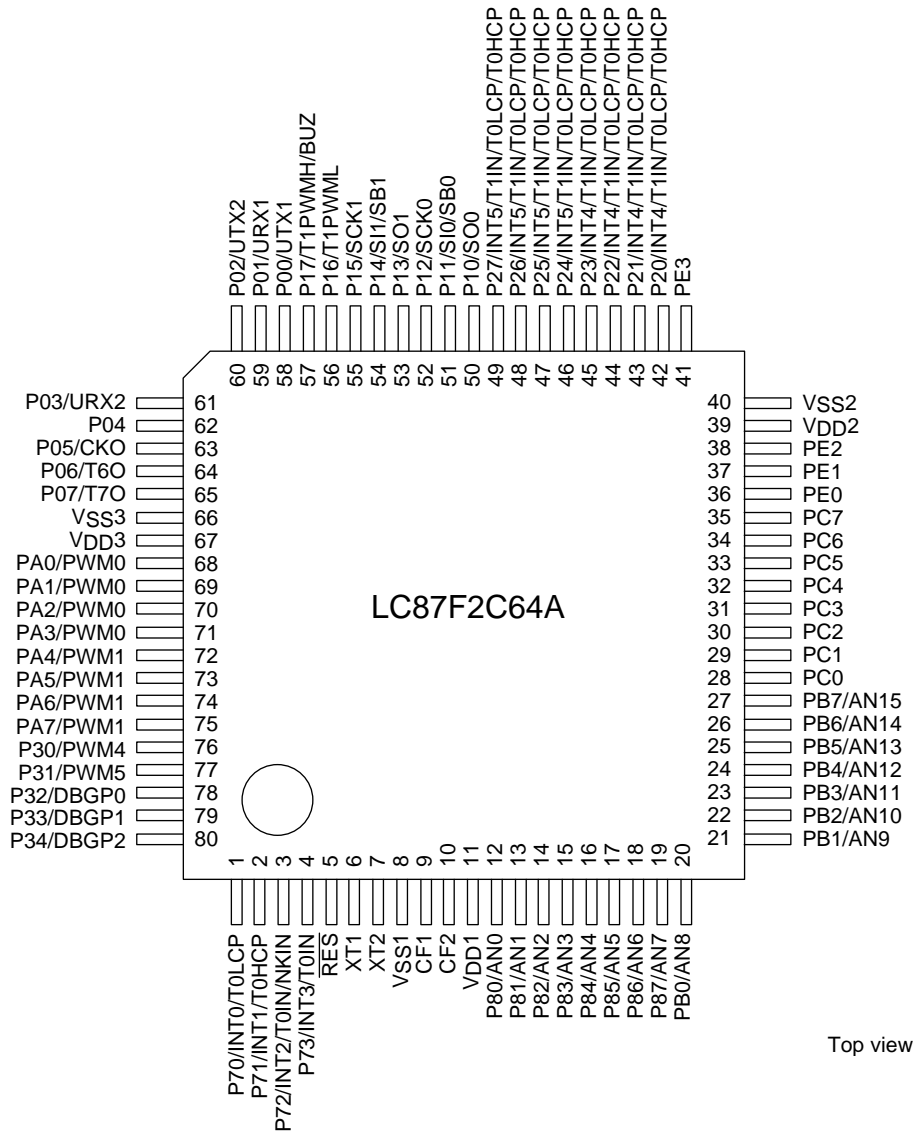 P02/UTX2
P01/URX1
P00/UTX1
P17/T1PWMH/BUZ
P16/T1PWML
P15/SCK1
P14/SI1/SB1
P13/SO1
P12/SCK0
P11/SI0/SB0
P10/SO0
P27/INT5/T1IN/T0LCP/T0HCP
P26/INT5/T1IN/T0LCP/T0HCP
P25/INT5/T1IN/T0LCP/T0HCP
P24/INT5/T1IN/T0LCP/T0HCP
P23/INT4/T1IN/T0LCP/T0HCP
P22/INT4/T1IN/T0LCP/T0HCP
P21/INT4/T1IN/T0LCP/T0HCP
P20/INT4/T1IN/T0LCP/T0HCP
PE3
60
59
58
57
56
55
54
53
52
51
50
49
48
47
46
45
44
43
42
41
P03/URX2 61
P04 62
P05/CKO 63
P06/T6O 64
P07/T7O 65
VSS3 66
VDD3 67
PA0/PWM0 68
PA1/PWM0 69
PA2/PWM0 70
PA3/PWM0 71
PA4/PWM1 72
PA5/PWM1 73
PA6/PWM1 74
PA7/PWM1 75
P30/PWM4 76
P31/PWM5 77
P32/DBGP0 78
P33/DBGP1 79
P34/DBGP2 80
LC87F2C64A
40 VSS2
39 VDD2
38 PE2
37 PE1
36 PE0
35 PC7
34 PC6
33 PC5
32 PC4
31 PC3
30 PC2
29 PC1
28 PC0
27 PB7/AN15
26 PB6/AN14
25 PB5/AN13
24 PB4/AN12
23 PB3/AN11
22 PB2/AN10
21 PB1/AN9
1
2
3
4
5
6
7
8
9
10
11
12
13
14
15
16
17
18
19
20
P70/INT0/T0LCP
P71/INT1/T0HCP
P72/INT2/T0IN/NKIN
P73/INT3/T0IN
RES
XT1
XT2
VSS1
CF1
CF2
VDD1
P80/AN0
P81/AN1
P82/AN2
P83/AN3
P84/AN4
P85/AN5
P86/AN6
P87/AN7
PB0/AN8
Top view